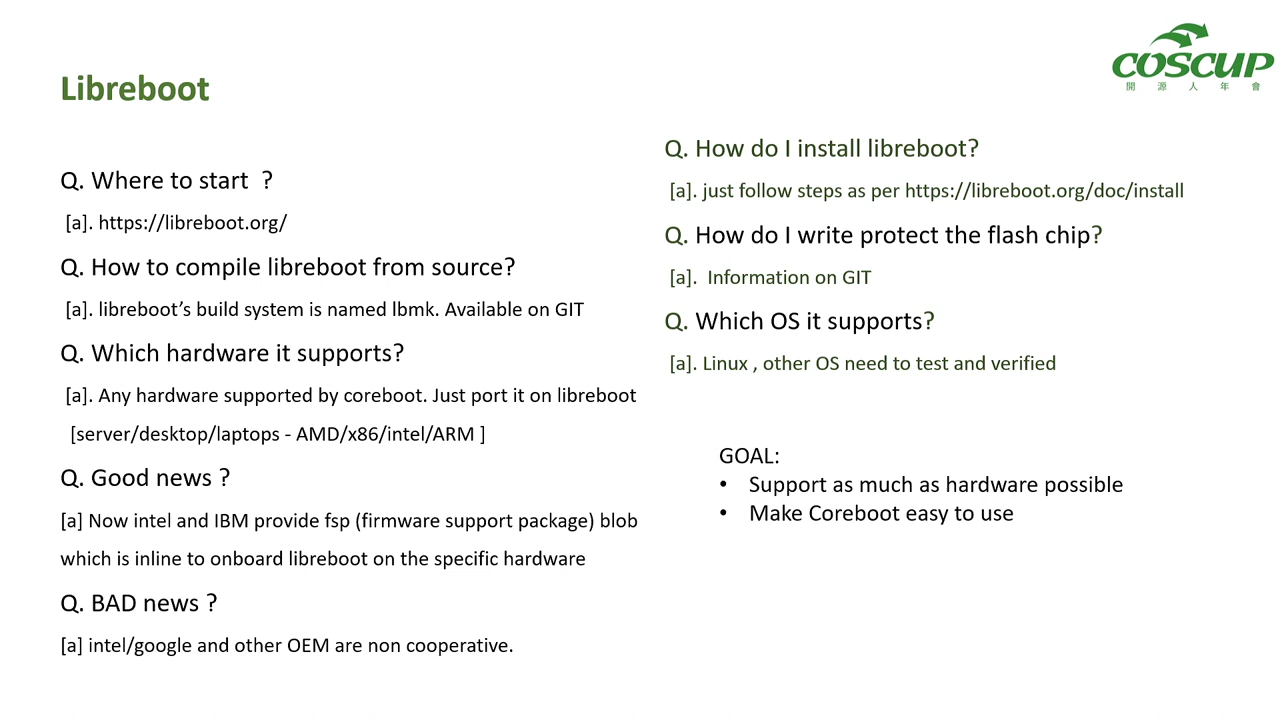 COSCUP
開 源 人 年 會
Libreboot
Q. Where to start  ?
[a]. https://libreboot.org/
Q. How to compile libreboot from source?
[a]. libreboot’s build system is named lbmk. Available on GIT
Q. Which hardware it supports?
[a]. Any hardware supported by coreboot. Just port it on libreboot
[server/desktop/laptops - AMD/x86/intel/ARM ]
Q. Good news ?
[a] Now intel and IBM provide fsp (firmware support package) blob
which is inline to onboard libreboot on the specific hardware
Q. BAD news ?
[a] intel/google and other OEM are non cooperative.
Q. How do I install libreboot?
[a]. just follow steps as per https://libreboot.org/doc/install
Q. How do I write protect the flash chip?
[a].  Information on GIT
Q. Which OS it supports?
[a]. Linux , other OS need to test and verified
GOAL:
• Support as much as hardware possible
• Make Coreboot easy to use